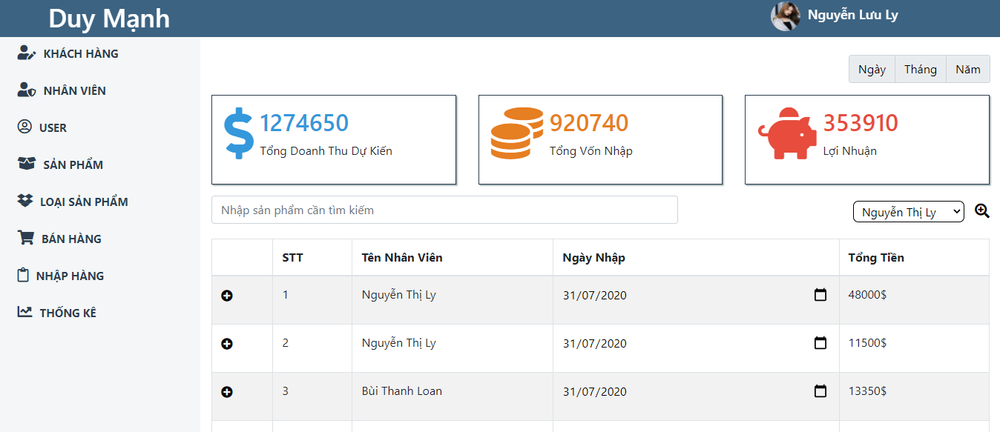 Duy Mạnh
Nguyễn Lưu Ly
KHÁCH HÀNG
NHÂN VIÊN
USER
SẢN PHẨM
LOẠI SẢN PHẨM
BÁN HÀNG
NHẬP HÀNG
THỐNG KÊ
Ngày Tháng Năm
1274650
Tổng Doanh Thu Dự Kiến
920740
Tổng Vốn Nhập
353910
Lợi Nhuận
Nhập sản phẩm cần tìm kiếm
Nguyễn Thị Ly
STT Tên Nhân Viên Ngày Nhập Tổng Tiền
1 Nguyễn Thị Ly 31/07/2020 48000$
2 Nguyễn Thị Ly 31/07/2020 11500$
3 Bùi Thanh Loan 31/07/2020 13350$